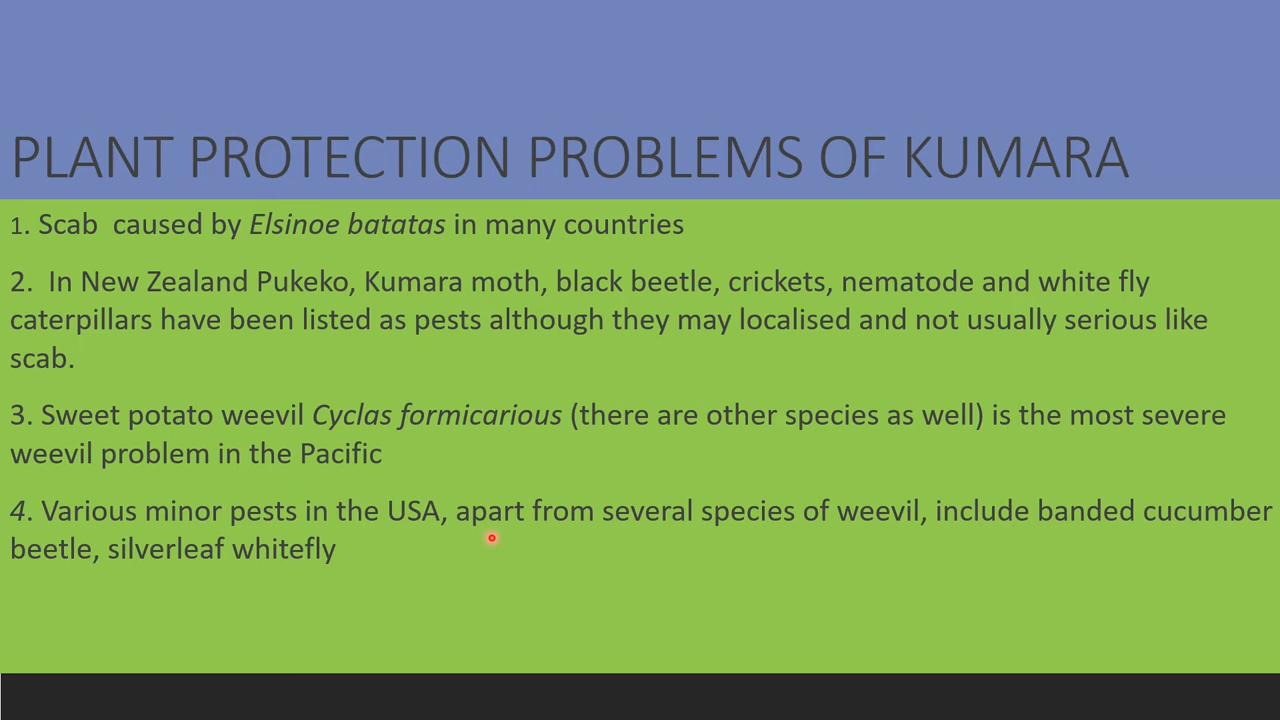 PLANT PROTECTION PROBLEMS OF KUMARA
1. Scab  caused by Elsinoe batatas in many countries
2.  In New Zealand Pukeko, Kumara moth, black beetle, crickets, nematode and white fly
caterpillars have been listed as pests although they may localised and not usually serious like
scab.
3. Sweet potato weevil Cyclas formicarious (there are other species as well) is the most severe
weevil problem in the Pacific
4. Various minor pests in the USA, apart from several species of weevil, include banded cucumber
beetle, silverleaf whitefly